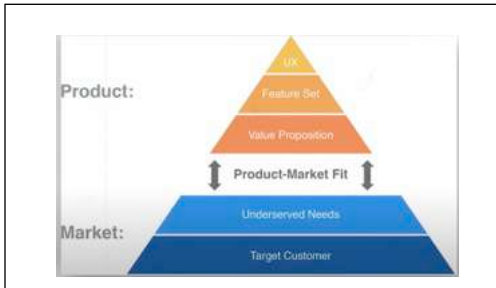 UX
Product:
Feature Set
Value Proposition
Product-Market Fit
Underserved Needs
Market:
Target Customer